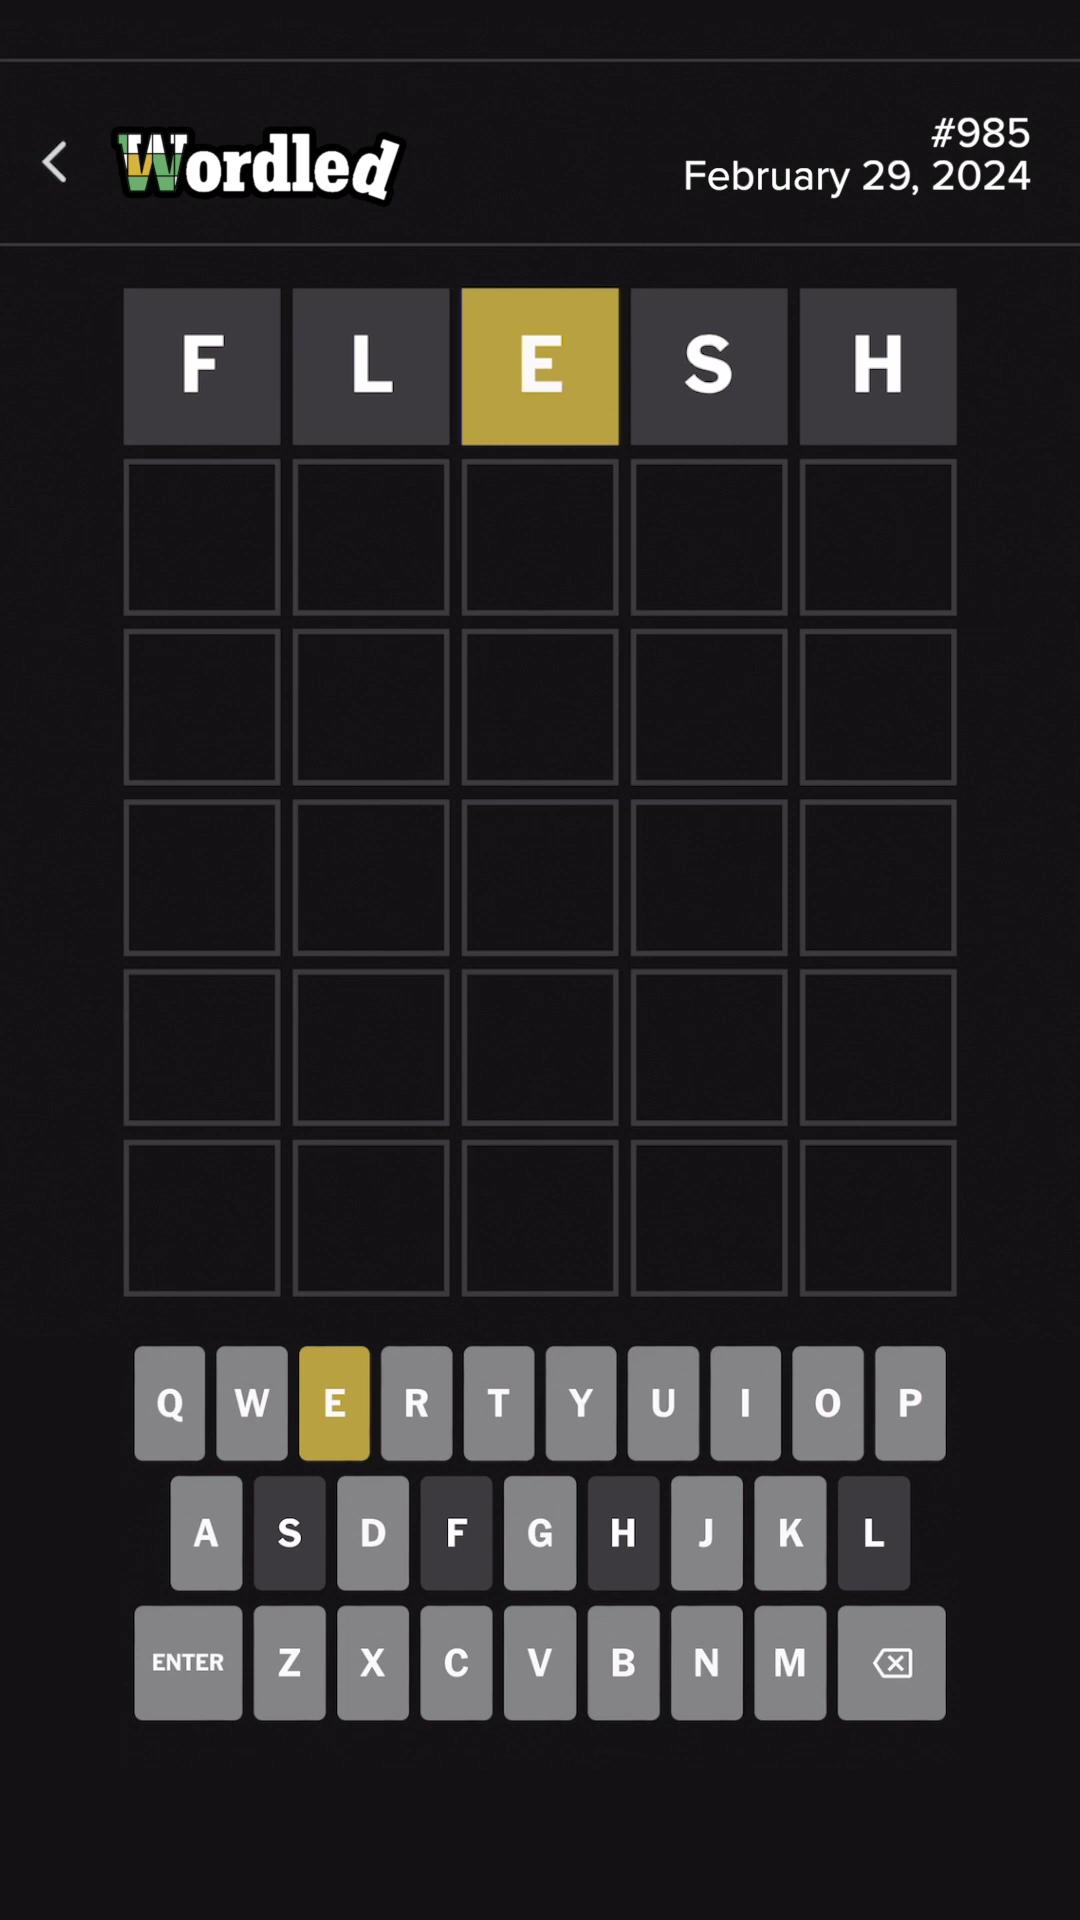 Wordled
#985
February 29, 2024
F L E S H
Q W E R T Y U I O P
A S D F G H J K L
ENTER Z X C V B N M